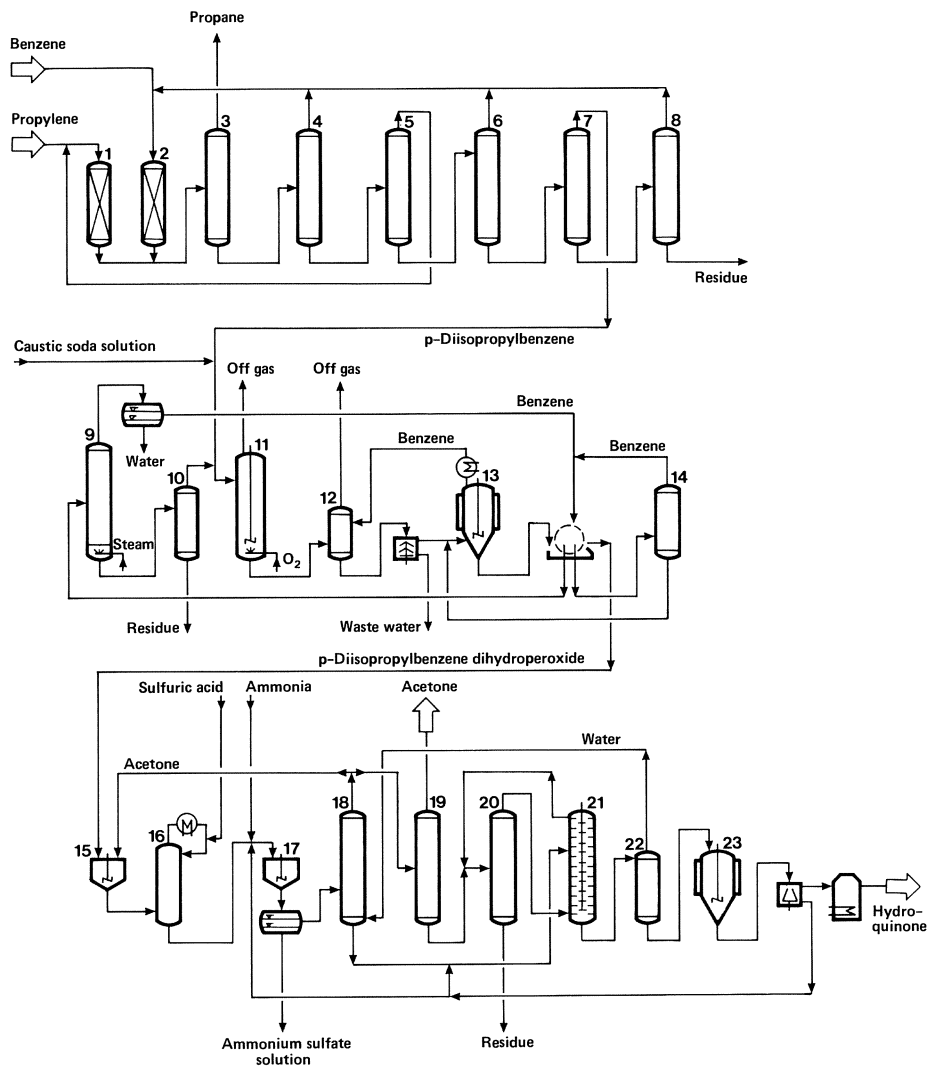 Propane
Benzene
Propylene
1
2
3
4
5
6
7
8
Residue
p-Diisopropylbenzene
Caustic soda solution
Off gas
Off gas
Benzene
Benzene
Benzene
9
10
11
12
13
14
Water
Steam
O2
Residue
Waste water
p-Diisopropylbenzene dihydroperoxide
Sulfuric acid
Ammonia
Acetone
Water
Acetone
15
16
17
18
19
20
21
22
23
Hydro-
quinone
Ammonium sulfate
solution
Residue